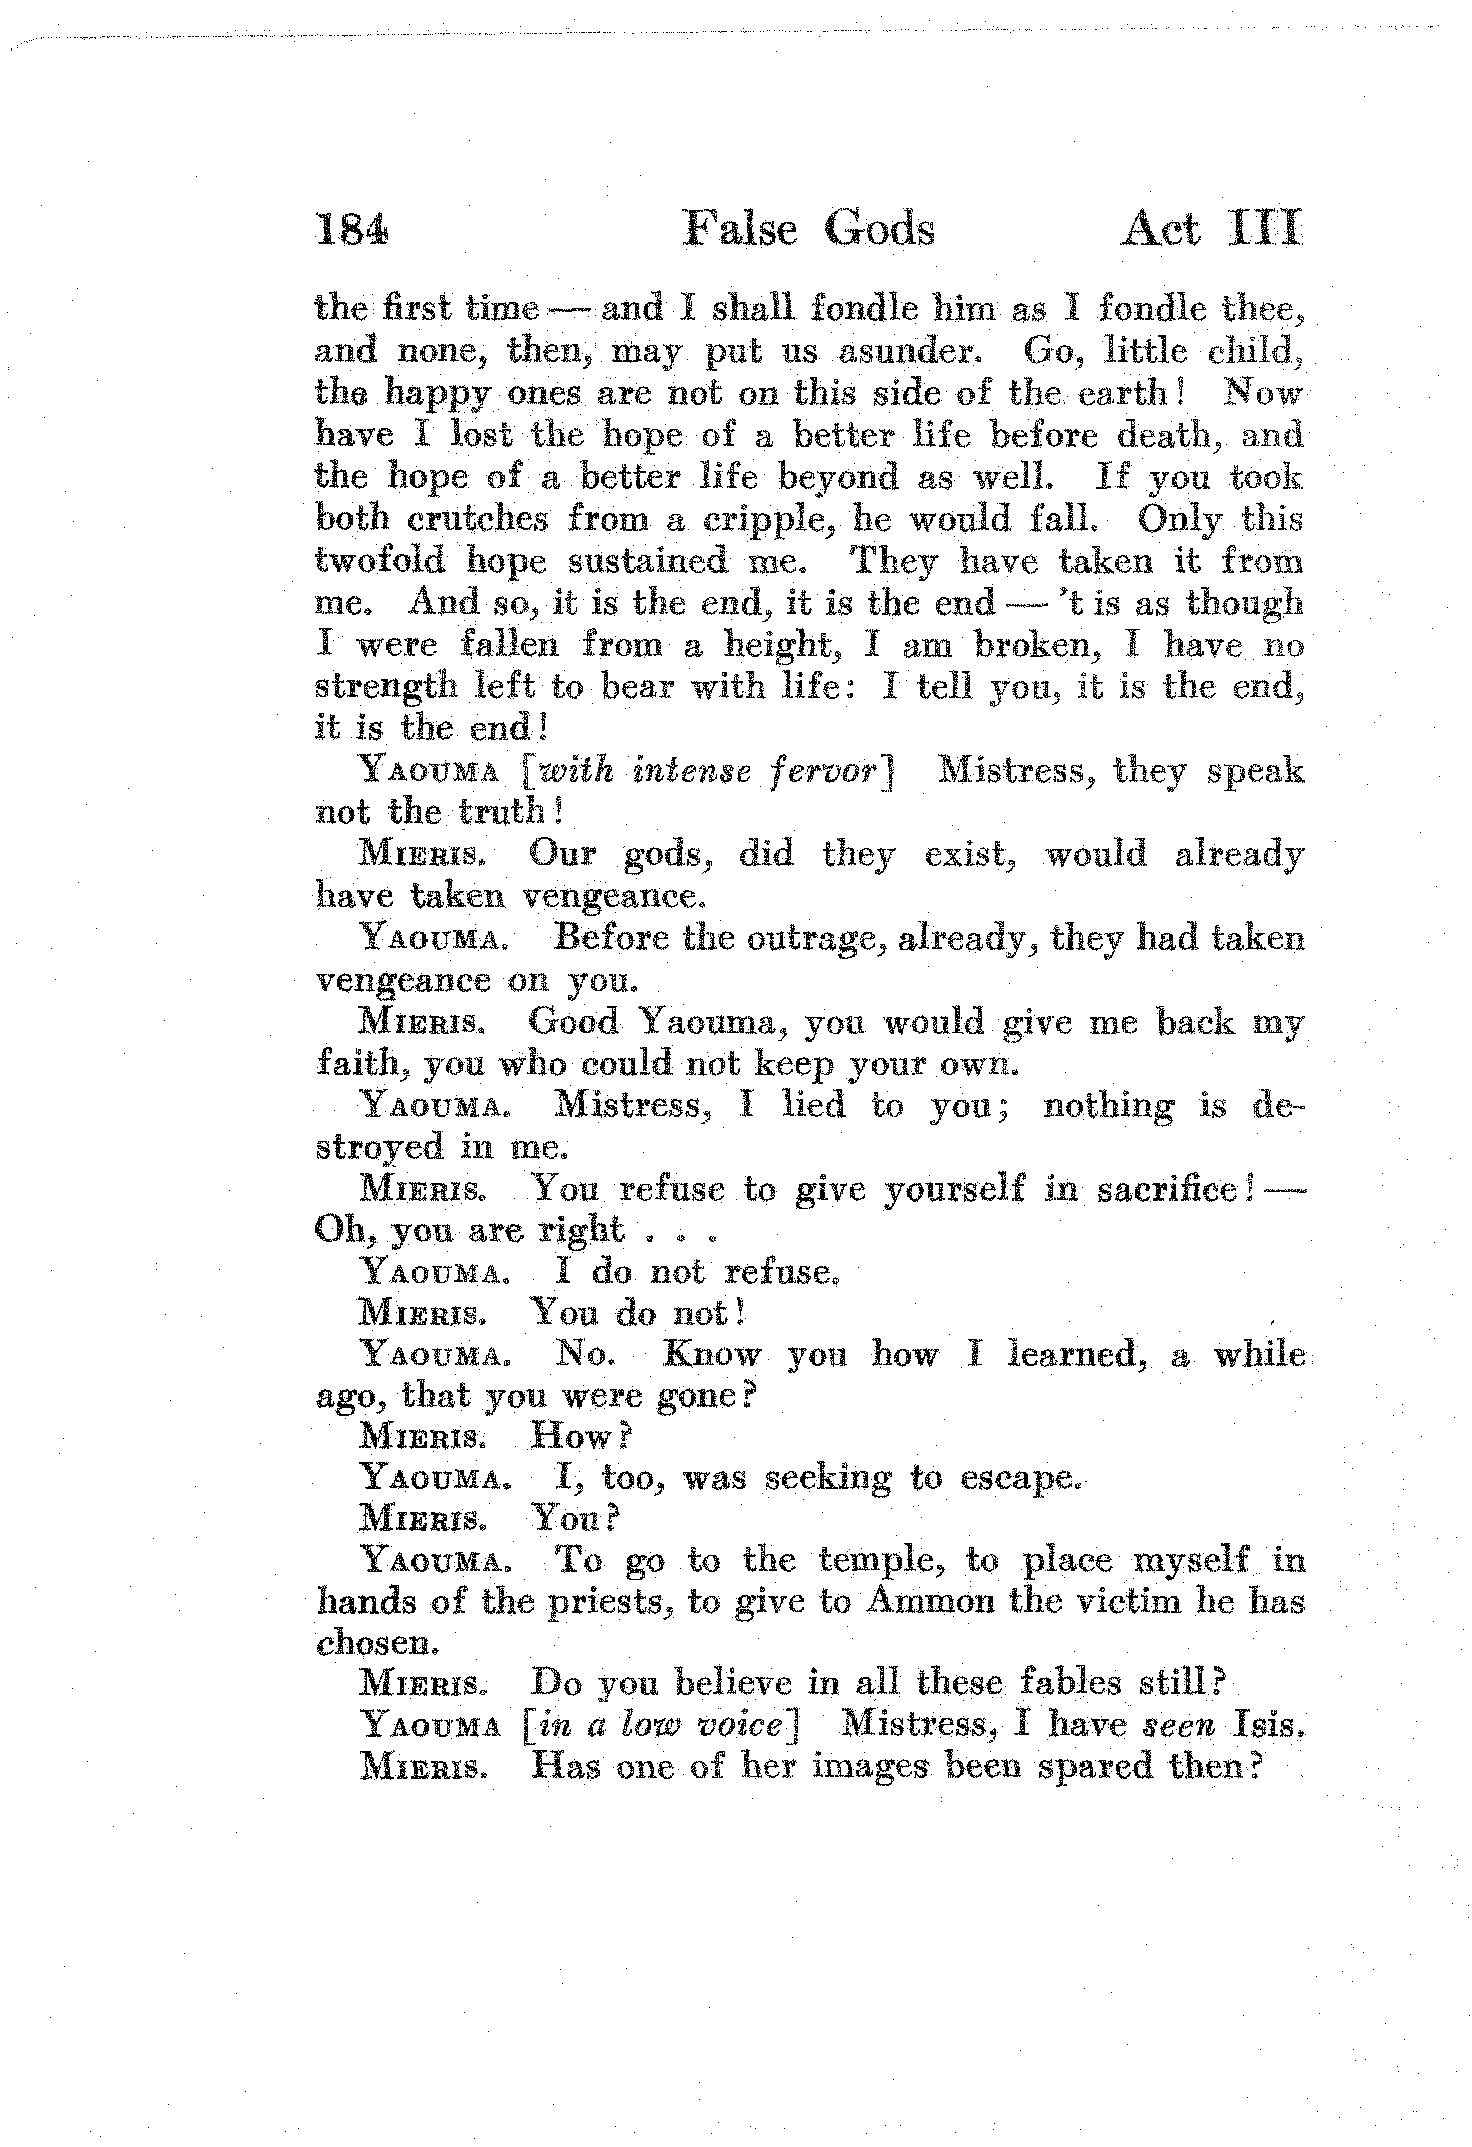 184 False Gods Act III
the first time — and I shall fondle him as I fondle thee,
and none, then, may put us asunder. Go, little child,
the happy ones are not on this side of the earth! Now
have I lost the hope of a better life before death, and
the hope of a better life beyond as well. If you took
both crutches from a cripple, he would fall. Only this
twofold hope sustained me. They have taken it from
me. And so, it is the end, it is the end — 't is as though
I were fallen from a height, I am broken, I have no
strength left to bear with life: I tell you, it is the end,
it is the end!
YAOUMA [with intense fervor] Mistress, they speak
not the truth!
MIERIS. Our gods, did they exist, would already
have taken vengeance.
YAOUMA. Before the outrage, already, they had taken
vengeance on you.
MIERIS. Good Yaouma, you would give me back my
faith, you who could not keep your own.
YAOUMA. Mistress, I lied to you; nothing is de-
stroyed in me.
MIERIS. You refuse to give yourself in sacrifice! —
Oh, you are right . . .
YAOUMA. I do not refuse.
MIERIS. You do not!
YAOUMA. No. Know you how I learned, a while
ago, that you were gone?
MIERIS. How?
YAOUMA. I, too, was seeking to escape.
MIERIS. You?
YAOUMA. To go to the temple, to place myself in
hands of the priests, to give to Ammon the victim he has
chosen.
MIERIS. Do you believe in all these fables still?
YAOUMA [in a low voice] Mistress, I have seen Isis.
MIERIS. Has one of her images been spared then?